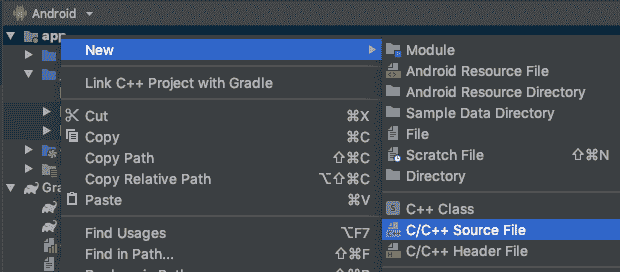 Android
app
New
Link C++ Project with Gradle
Cut ⌘X
Copy ⌘C
Copy Path ⇧⌘C
Copy Relative Path ⌥⇧⌘C
Paste ⌘V
Find Usages ⌥F7
Find in Path... ⇧⌘F
Gra
Module
Android Resource File
Android Resource Directory
Sample Data Directory
File
Scratch File ⇧⌘N
Directory
C++ Class
C/C++ Source File
C/C++ Header File